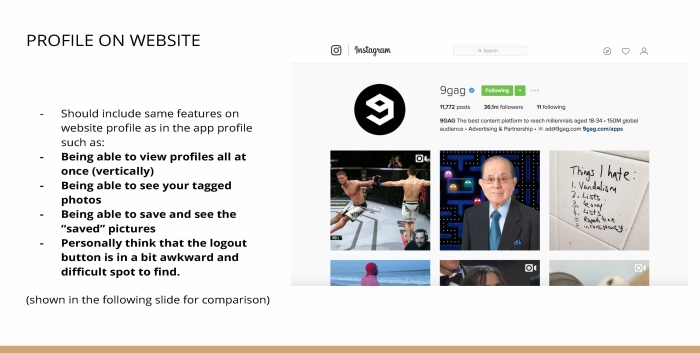 PROFILE ON WEBSITE
- Should include same features on
website profile as in the app profile
such as:
- Being able to view profiles all at
once (vertically)
- Being able to see your tagged
photos
- Being able to save and see the
“saved” pictures
- Personally think that the logout
button is in a bit awkward and
difficult spot to find.
(shown in the following slide for comparison)
Instagram
Search
9gag Following
11,772 posts 36.1m followers 11 following
9GAG The best content platform to reach millennials aged 18-34 • 150M global
audience • Advertising & Partnership • ad@9gag.com 9gag.com/apps
Things I hate:
1. Vandalism
2. Lists
3. Irony
4. Lists
5. Repetition
6. Inconsistency